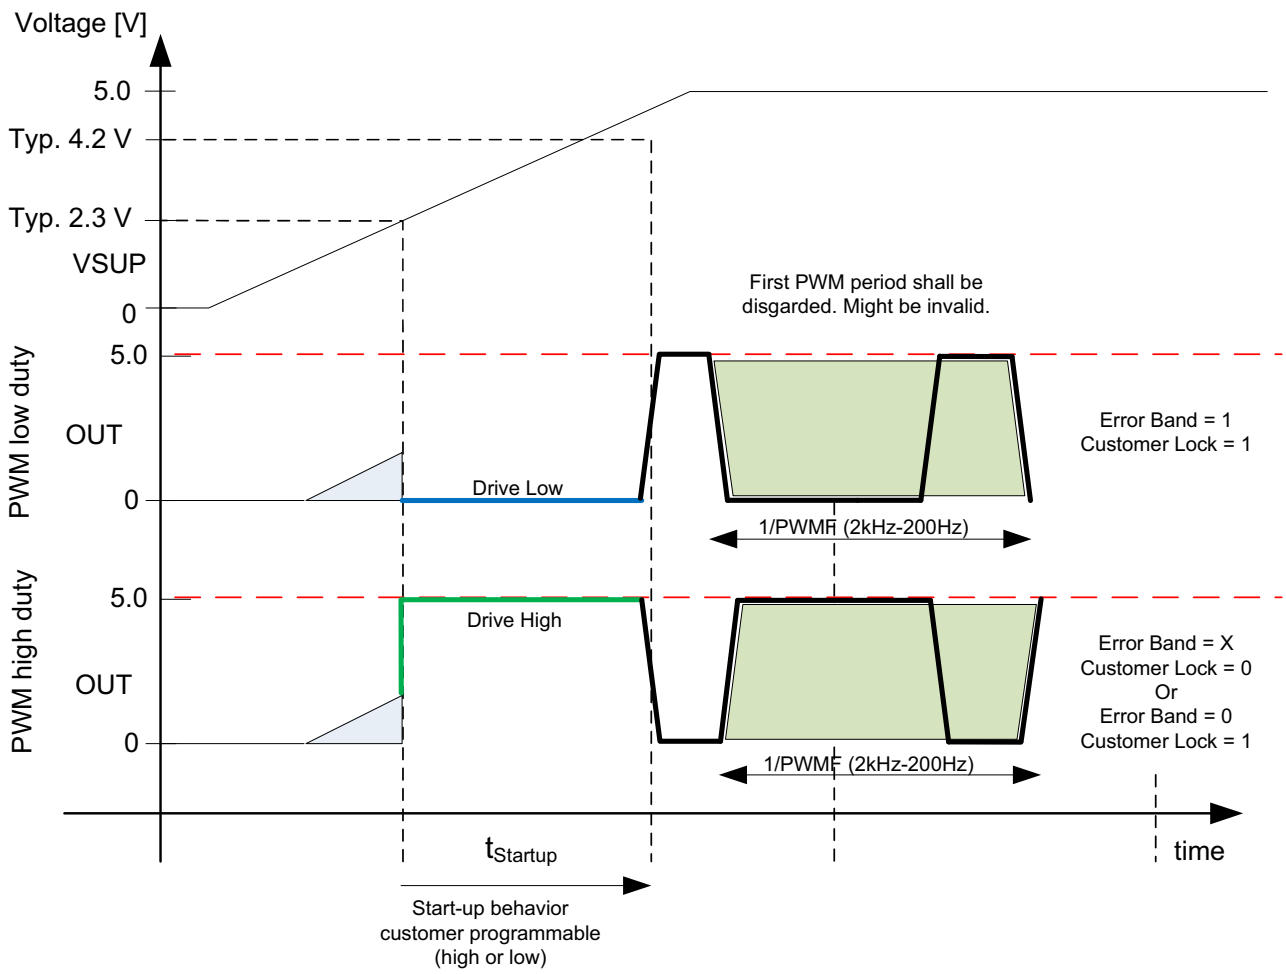 Voltage [V]
5.0
Typ. 4.2 V
Typ. 2.3 V
VSUP
0
First PWM period shall be
disgarded. Might be invalid.
PWM low duty
5.0
OUT
0
Drive Low
Error Band = 1
Customer Lock = 1
1/PWMF (2kHz-200Hz)
PWM high duty
5.0
OUT
0
Drive High
Error Band = X
Customer Lock = 0
Or
Error Band = 0
Customer Lock = 1
1/PWMF (2kHz-200Hz)
tStartup
time
Start-up behavior
customer programmable
(high or low)